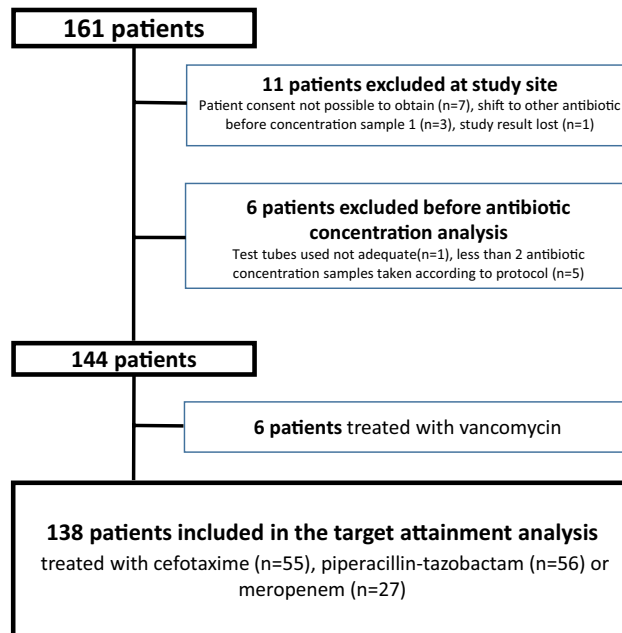 161 patients
11 patients excluded at study site
Patient consent not possible to obtain (n=7), shift to other antibiotic
before concentration sample 1 (n=3), study result lost (n=1)
6 patients excluded before antibiotic
concentration analysis
Test tubes used not adequate(n=1), less than 2 antibiotic
concentration samples taken according to protocol (n=5)
144 patients
6 patients treated with vancomycin
138 patients included in the target attainment analysis
treated with cefotaxime (n=55), piperacillin-tazobactam (n=56) or
meropenem (n=27)